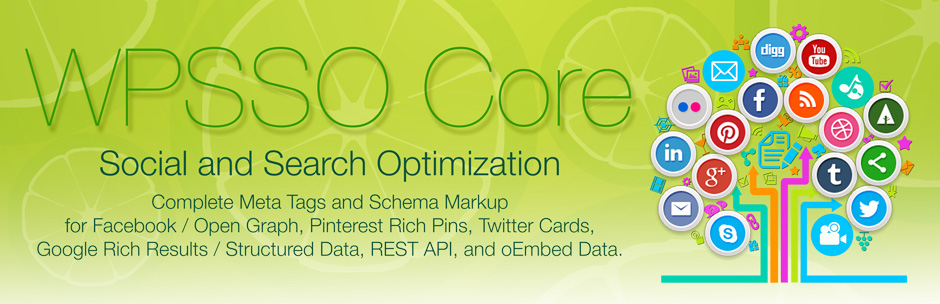 WPSSO Core
Social and Search Optimization
Complete Meta Tags and Schema Markup
for Facebook / Open Graph, Pinterest Rich Pins, Twitter Cards,
Google Rich Results / Structured Data, REST API, and oEmbed Data.
digg
You
Tube
f
in
g+
t
S